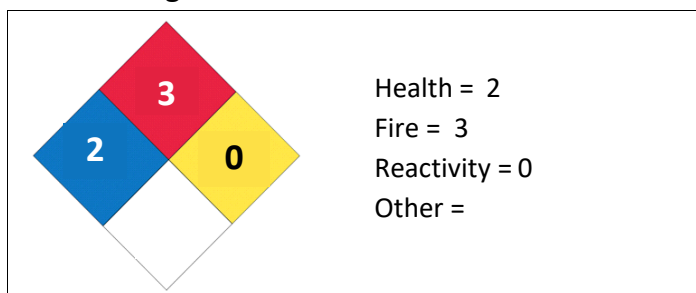 3
2
0
Health = 2
Fire = 3
Reactivity = 0
Other =